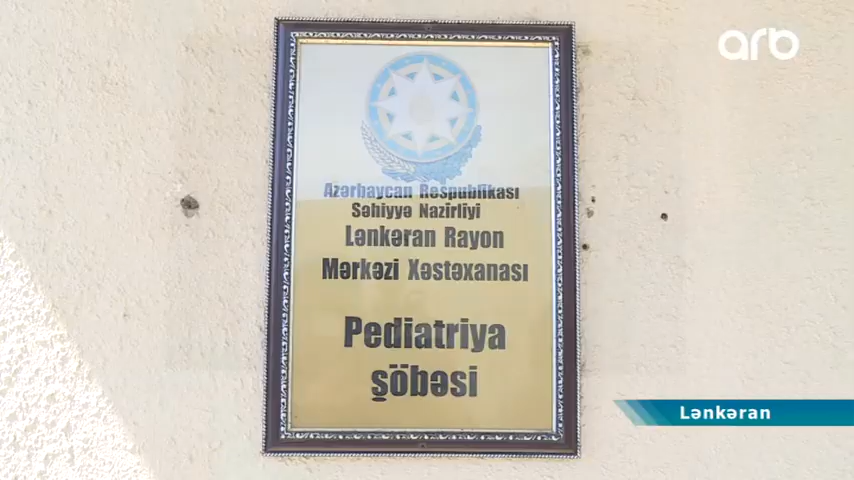 arb
Azərbaycan Respublikası
Səhiyyə Nazirliyi
Lənkəran Rayon
Mərkəzi Xəstəxanası
Pediatriya
şöbəsi
Lənkəran